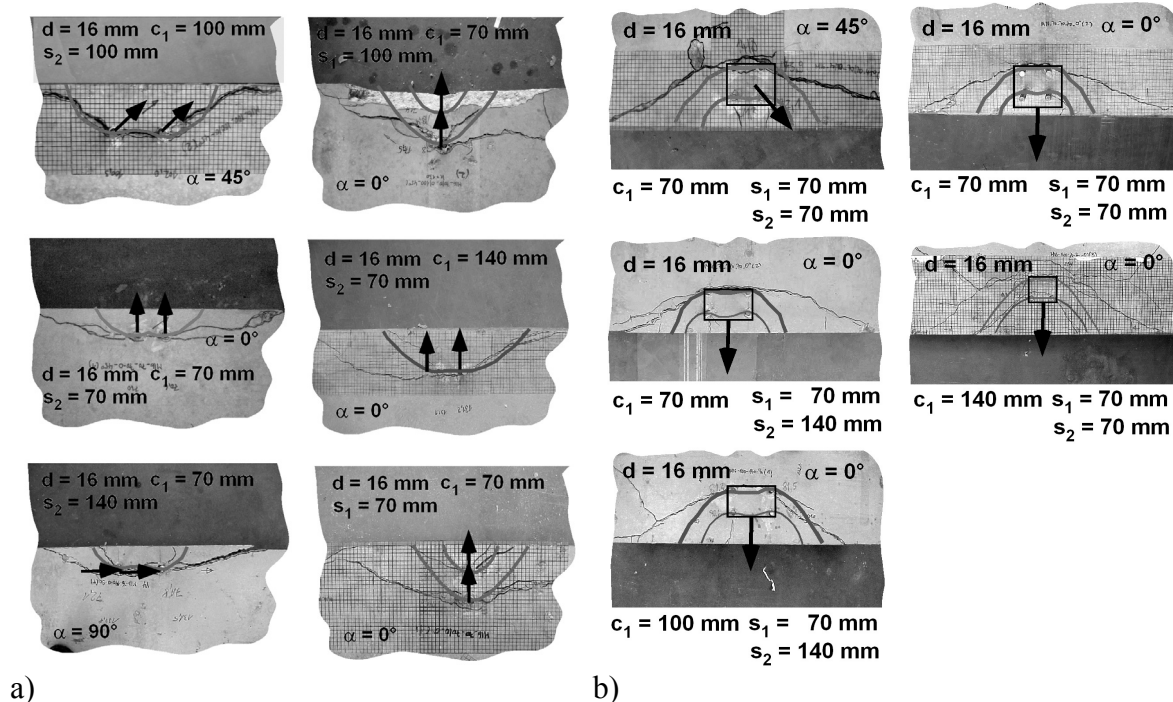 d = 16 mm c₁ = 100 mm
s₂ = 100 mm
α = 45°
d = 16 mm c₁ = 70 mm
s₁ = 100 mm
α = 0°
α = 0°
d = 16 mm c₁ = 70 mm
s₂ = 70 mm
d = 16 mm c₁ = 140 mm
s₂ = 70 mm
α = 0°
d = 16 mm c₁ = 70 mm
s₂ = 140 mm
α = 90°
d = 16 mm c₁ = 70 mm
s₁ = 70 mm
α = 0°
a)
d = 16 mm α = 45°
c₁ = 70 mm s₁ = 70 mm
s₂ = 70 mm
d = 16 mm α = 0°
c₁ = 70 mm s₁ = 70 mm
s₂ = 70 mm
d = 16 mm α = 0°
c₁ = 70 mm s₁ = 70 mm
s₂ = 140 mm
d = 16 mm α = 0°
c₁ = 140 mm s₁ = 70 mm
s₂ = 70 mm
d = 16 mm α = 0°
c₁ = 100 mm s₁ = 70 mm
s₂ = 140 mm
b)